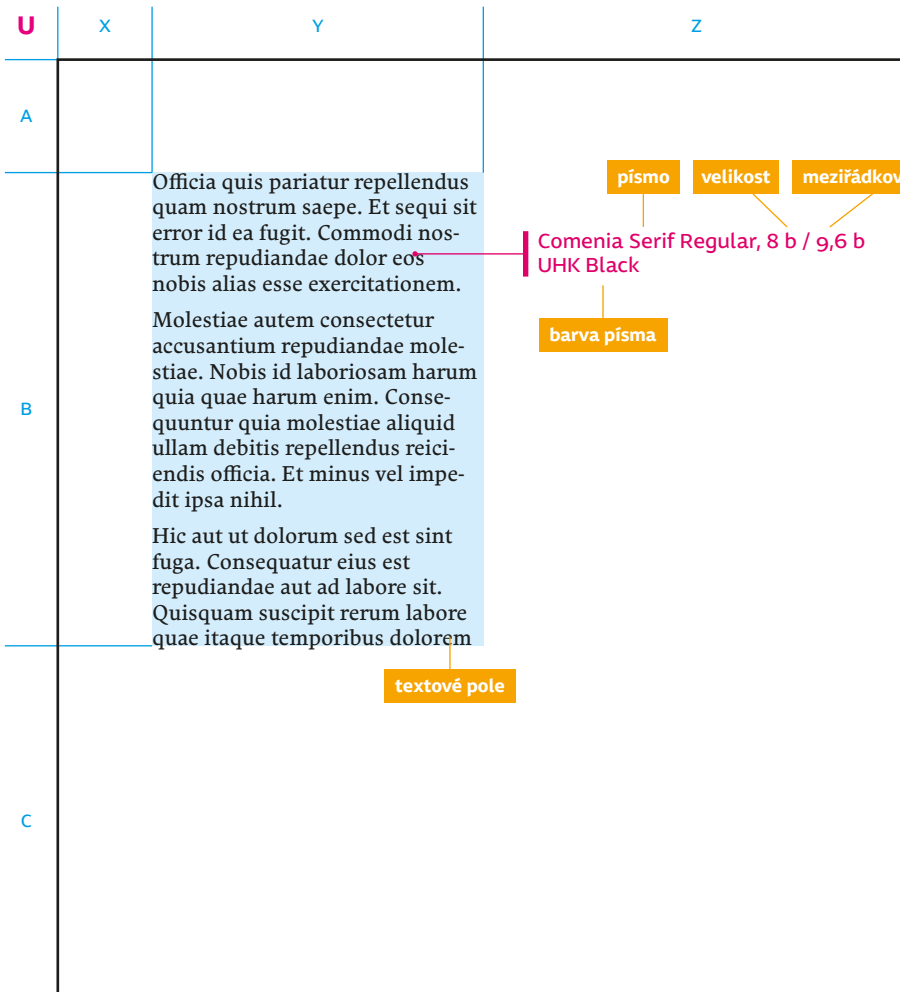 U
X
Y
Z
A
Officia quis pariatur repellendus
quam nostrum saepe. Et sequi sit
error id ea fugit. Commodi nos-
trum repudiandae dolor eos
nobis alias esse exercitationem.
písmo
velikost
meziřádkov
Comenia Serif Regular, 8 b / 9,6 b
UHK Black
barva písma
Molestiae autem consectetur
accusantium repudiandae mole-
stiae. Nobis id laboriosam harum
quia quae harum enim. Conse-
quuntur quia molestiae aliquid
ullam debitis repellendus reici-
endis officia. Et minus vel impe-
dit ipsa nihil.
B
Hic aut ut dolorum sed est sint
fuga. Consequatur eius est
repudiandae aut ad labore sit.
Quisquam suscipit rerum labore
quae itaque temporibus dolorem
textové pole
C